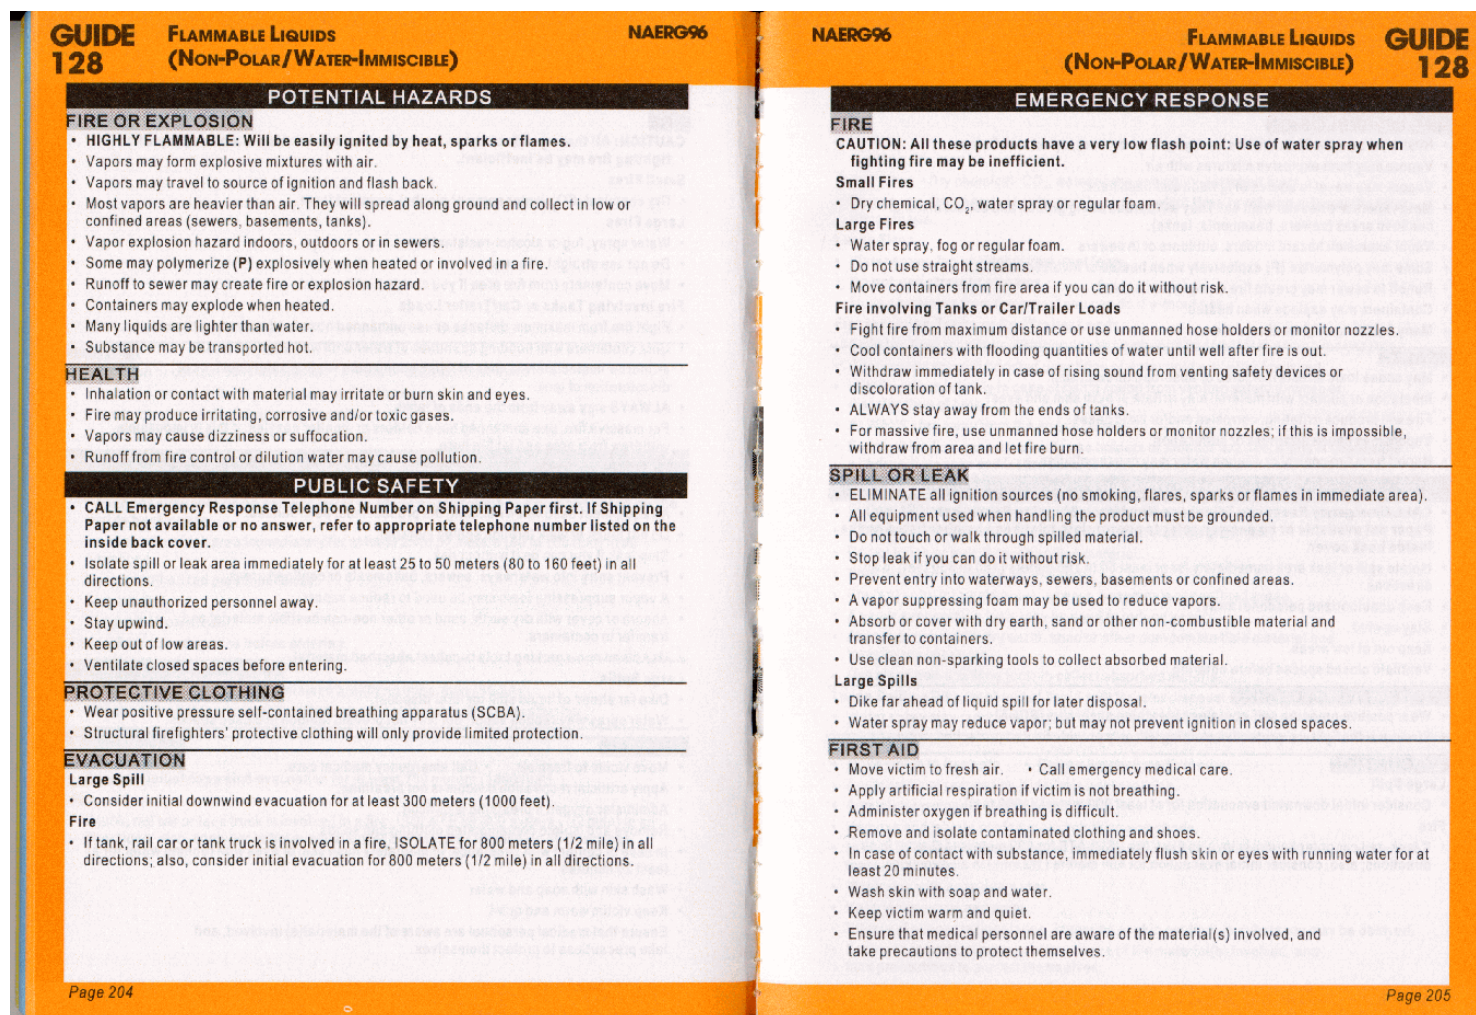 GUIDE
128
FLAMMABLE LIQUIDS
(NON-POLAR/WATER-IMMISCIBLE)
NAERG96
POTENTIAL HAZARDS
FIRE OR EXPLOSION
• HIGHLY FLAMMABLE: Will be easily ignited by heat, sparks or flames.
• Vapors may form explosive mixtures with air.
• Vapors may travel to source of ignition and flash back.
• Most vapors are heavier than air. They will spread along ground and collect in low or
confined areas (sewers, basements, tanks).
• Vapor explosion hazard indoors, outdoors or in sewers.
• Some may polymerize (P) explosively when heated or involved in a fire.
• Runoff to sewer may create fire or explosion hazard.
• Containers may explode when heated.
• Many liquids are lighter than water.
• Substance may be transported hot.
HEALTH
• Inhalation or contact with material may irritate or burn skin and eyes.
• Fire may produce irritating, corrosive and/or toxic gases.
• Vapors may cause dizziness or suffocation.
• Runoff from fire control or dilution water may cause pollution.
PUBLIC SAFETY
• CALL Emergency Response Telephone Number on Shipping Paper first. If Shipping
Paper not available or no answer, refer to appropriate telephone number listed on the
inside back cover.
• Isolate spill or leak area immediately for at least 25 to 50 meters (80 to 160 feet) in all
directions.
• Keep unauthorized personnel away.
• Stay upwind.
• Keep out of low areas.
• Ventilate closed spaces before entering.
PROTECTIVE CLOTHING
• Wear positive pressure self-contained breathing apparatus (SCBA).
• Structural firefighters' protective clothing will only provide limited protection.
EVACUATION
Large Spill
• Consider initial downwind evacuation for at least 300 meters (1000 feet).
Fire
• If tank, rail car or tank truck is involved in a fire, ISOLATE for 800 meters (1/2 mile) in all
directions; also, consider initial evacuation for 800 meters (1/2 mile) in all directions.
Page 204
NAERG96
FLAMMABLE LIQUIDS
(NON-POLAR/WATER-IMMISCIBLE)
GUIDE
128
EMERGENCY RESPONSE
FIRE
CAUTION: All these products have a very low flash point: Use of water spray when
fighting fire may be inefficient.
Small Fires
• Dry chemical, CO₂, water spray or regular foam.
Large Fires
• Water spray, fog or regular foam.
• Do not use straight streams.
• Move containers from fire area if you can do it without risk.
Fire involving Tanks or Car/Trailer Loads
• Fight fire from maximum distance or use unmanned hose holders or monitor nozzles.
• Cool containers with flooding quantities of water until well after fire is out.
• Withdraw immediately in case of rising sound from venting safety devices or
discoloration of tank.
• ALWAYS stay away from the ends of tanks.
• For massive fire, use unmanned hose holders or monitor nozzles; if this is impossible,
withdraw from area and let fire burn.
SPILL OR LEAK
• ELIMINATE all ignition sources (no smoking, flares, sparks or flames in immediate area).
• All equipment used when handling the product must be grounded.
• Do not touch or walk through spilled material.
• Stop leak if you can do it without risk.
• Prevent entry into waterways, sewers, basements or confined areas.
• A vapor suppressing foam may be used to reduce vapors.
• Absorb or cover with dry earth, sand or other non-combustible material and
transfer to containers.
• Use clean non-sparking tools to collect absorbed material.
Large Spills
• Dike far ahead of liquid spill for later disposal.
• Water spray may reduce vapor; but may not prevent ignition in closed spaces.
FIRST AID
• Move victim to fresh air. • Call emergency medical care.
• Apply artificial respiration if victim is not breathing.
• Administer oxygen if breathing is difficult.
• Remove and isolate contaminated clothing and shoes.
• In case of contact with substance, immediately flush skin or eyes with running water for at
least 20 minutes.
• Wash skin with soap and water.
• Keep victim warm and quiet.
• Ensure that medical personnel are aware of the material(s) involved, and
take precautions to protect themselves.
Page 205